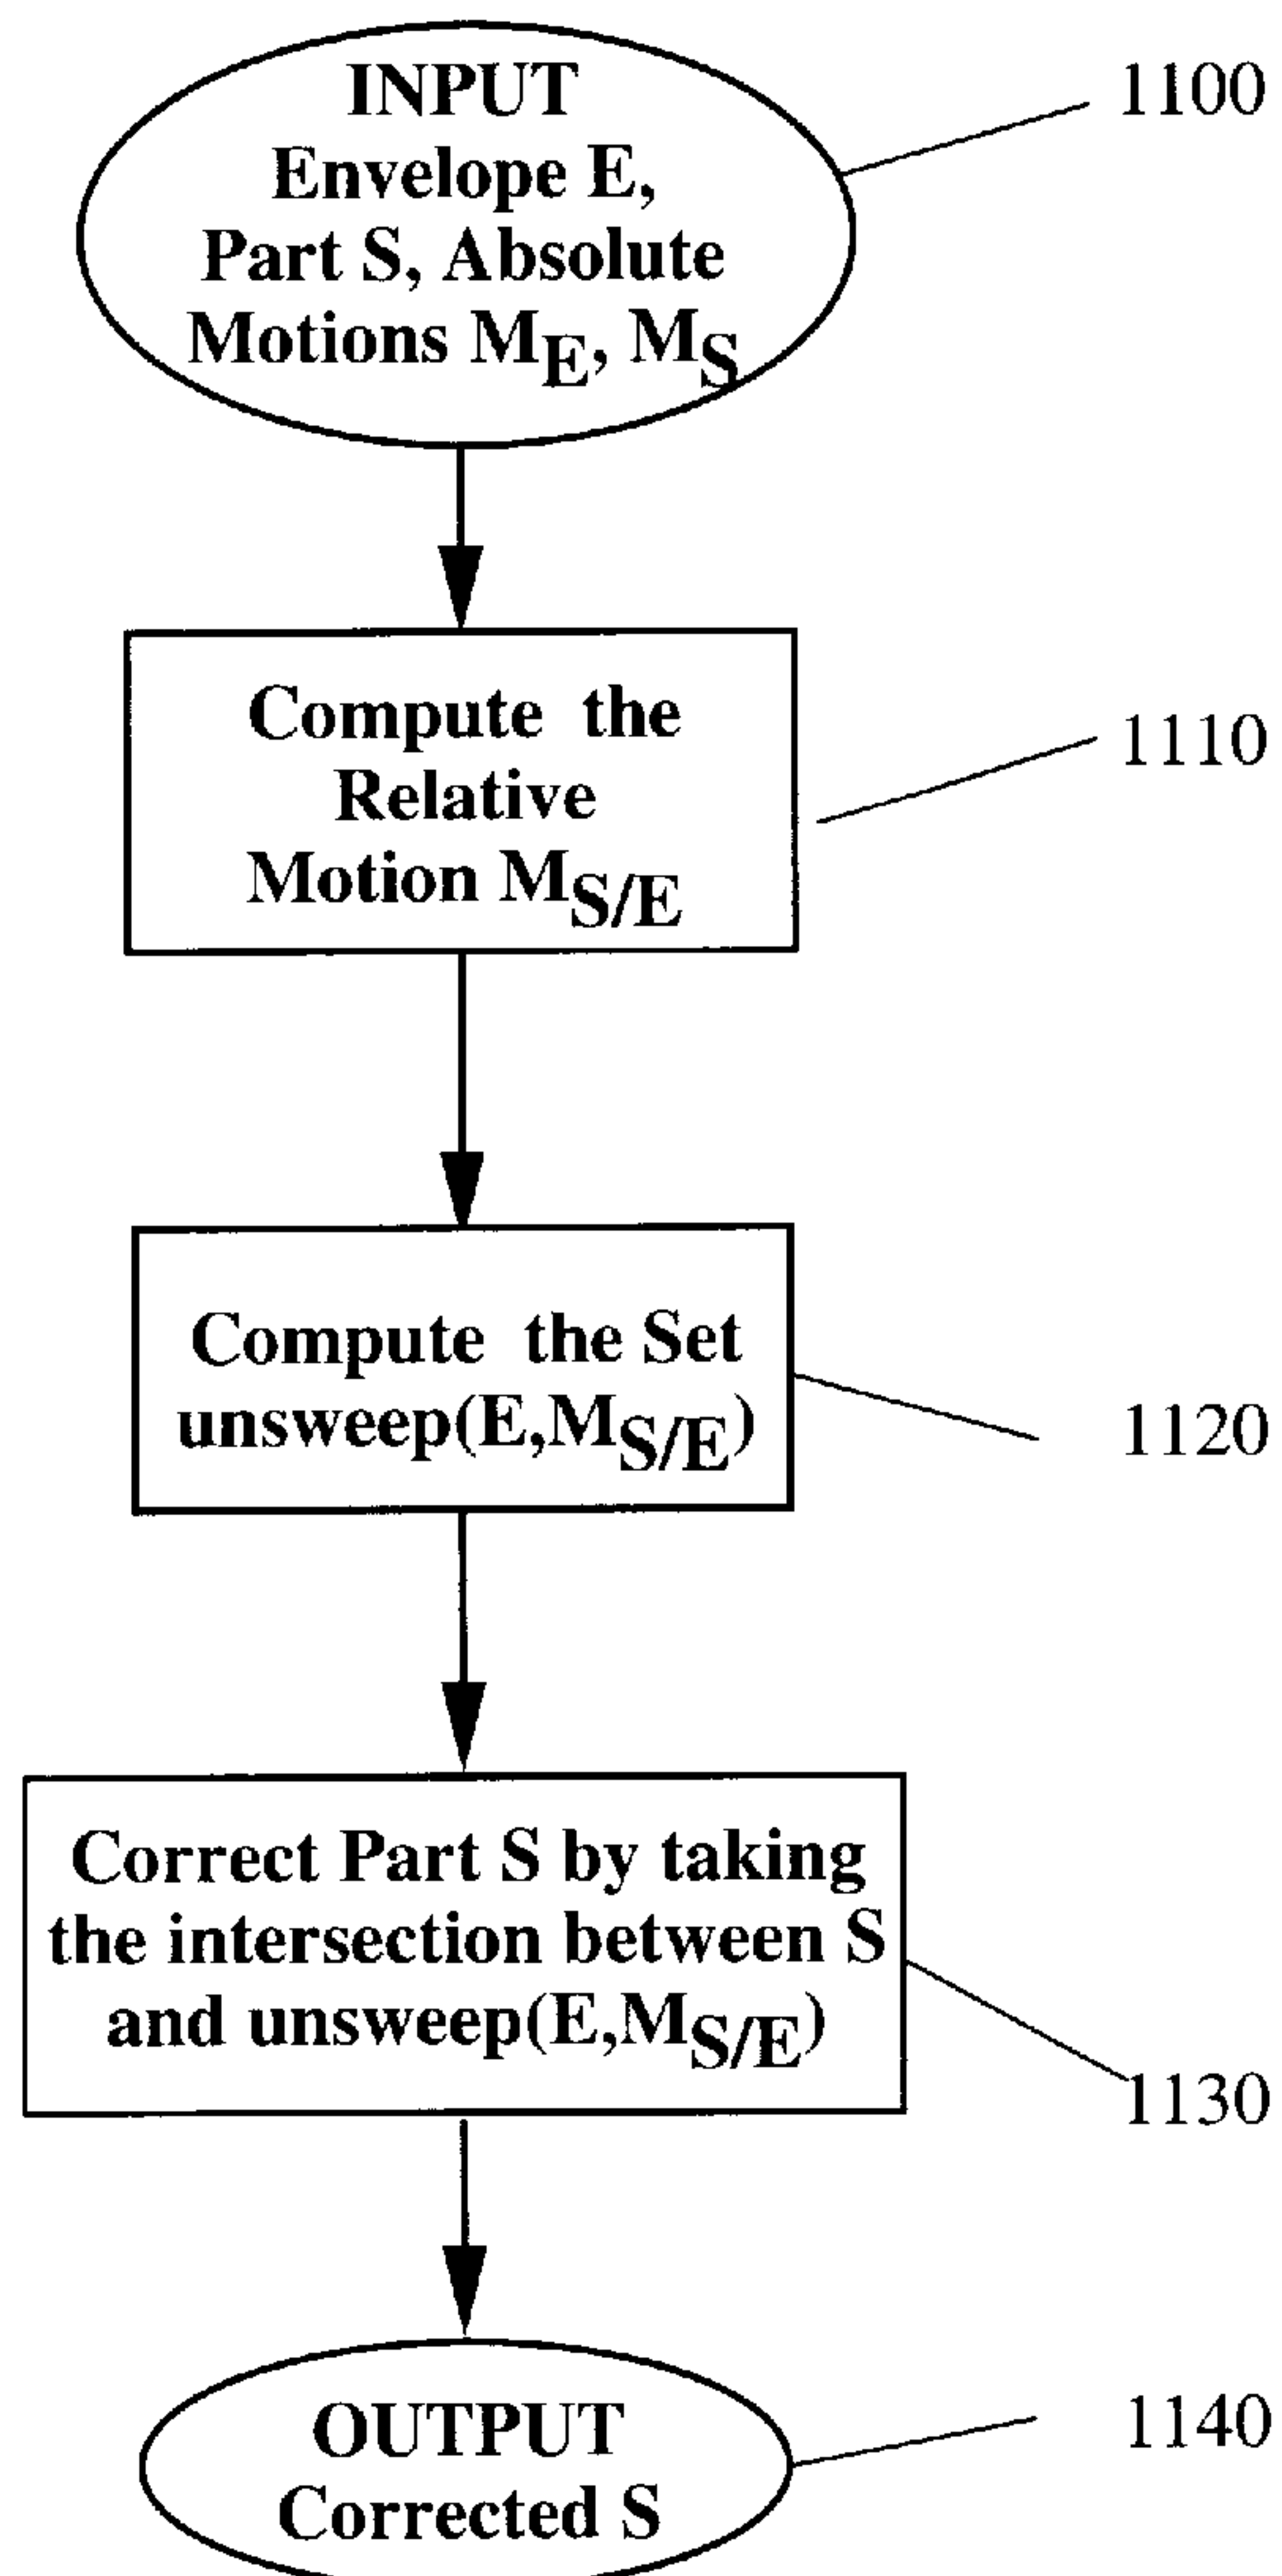 INPUT
Envelope E,
Part S, Absolute
Motions M_E, M_S
1100
Compute the
Relative
Motion M_S/E
1110
Compute the Set
unsweep(E,M_S/E)
1120
Correct Part S by taking
the intersection between S
and unsweep(E,M_S/E)
1130
OUTPUT
Corrected S
1140